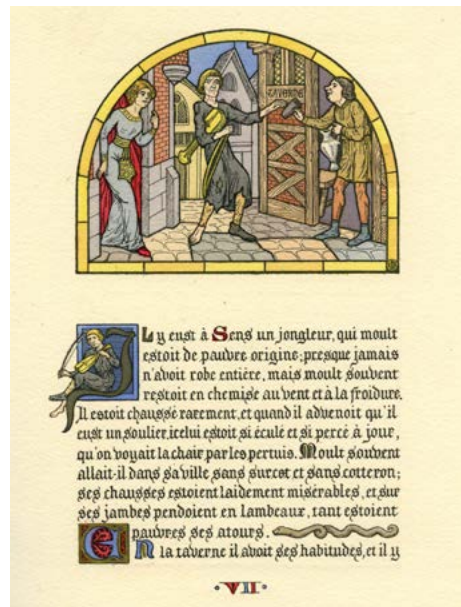 TAVERNE
Il y eust à Sens un jongleur, qui moult
estoit de pauvre origine; presque jamais
n'avoit robe entière, mais moult souvent
restoit en chemise au vent et à la froidure.
Il estoit chaussé rarement, et quand il advenoit qu'il
eust un soulier, icelui estoit si éculé et si percé à jour,
qu'on voyait la chair par les pertuis. Moult souvent
allait-il dans sa ville sans surcot et sans cotteron;
ses chausses estoient laidement misérables, et sur
ses jambes pendoient en lambeaux, tant estoient
pauvres ses atours.
En la taverne il avoit ses habitudes, et il y
VII